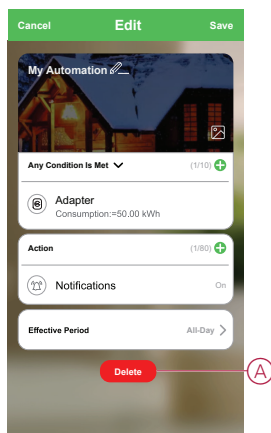 Cancel Edit Save
My Automation
Any Condition Is Met (1/10)
Adapter
Consumption:=50.00 kWh
Action (1/80)
Notifications On
Effective Period All-Day
Delete
A